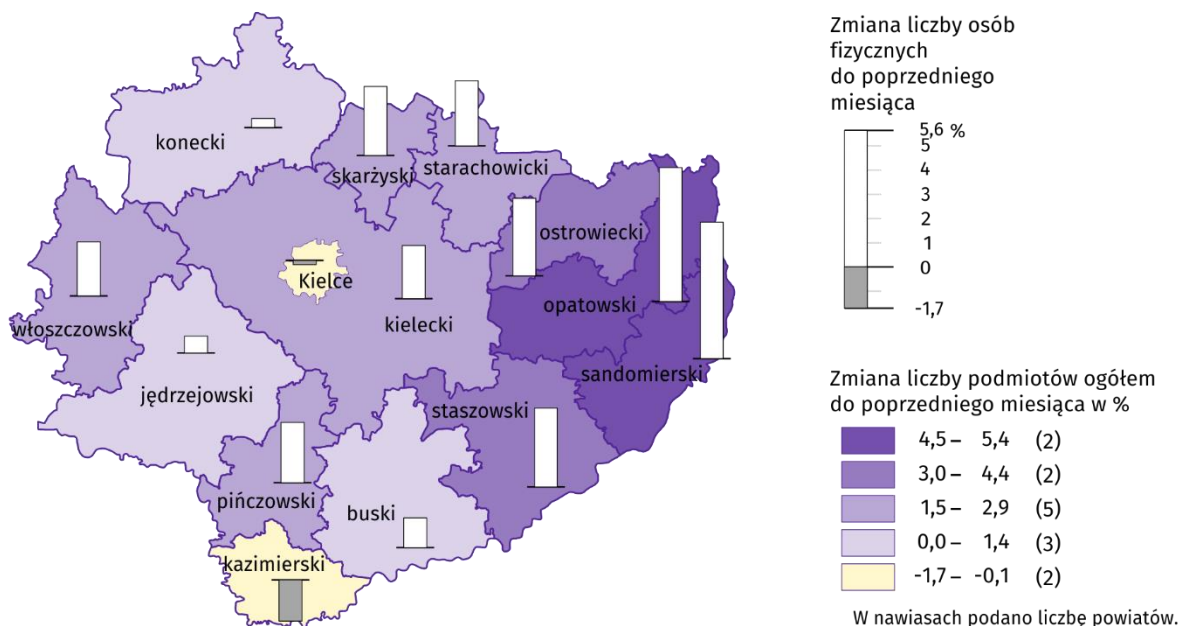 konecki
skarżyski
starachowicki
ostrowiecki
Kielce
opatowski
włoszczowski
kielecki
sandomierski
jędrzejowski
staszowski
pińczowski
buski
kazimierski
Zmiana liczby osób
fizycznych
do poprzedniego
miesiąca
5,6 %
5
4
3
2
1
0
-1,7
Zmiana liczby podmiotów ogółem
do poprzedniego miesiąca w %
4,5 – 5,4 (2)
3,0 – 4,4 (2)
1,5 – 2,9 (5)
0,0 – 1,4 (3)
-1,7 – -0,1 (2)
W nawiasach podano liczbę powiatów.